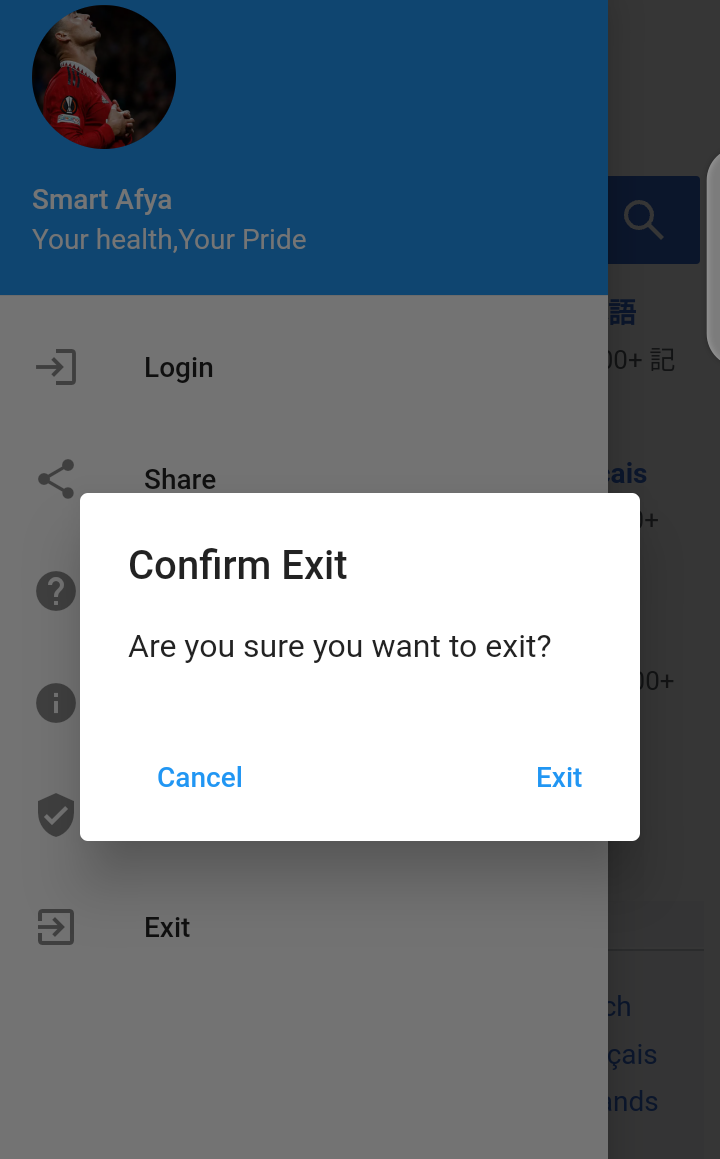 Smart Afya
Your health,Your Pride
Login
Share
Confirm Exit
Are you sure you want to exit?
Cancel
Exit
Exit
語
00+ 記
çais
0+
00+
ch
çais
ands